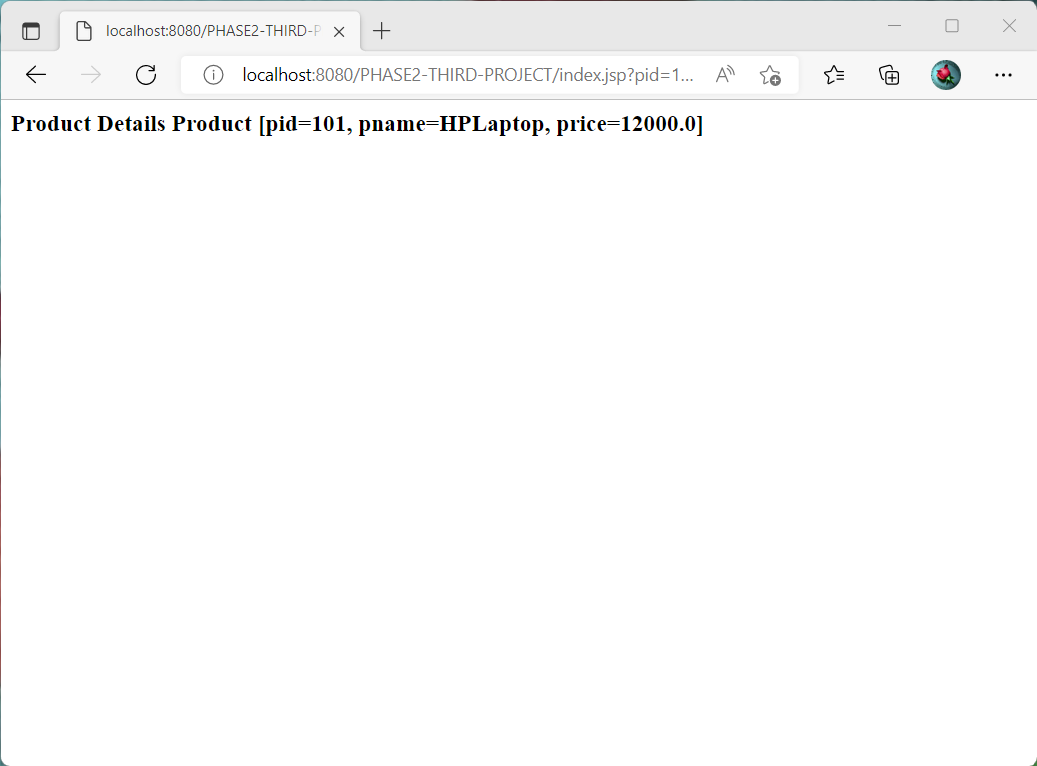 localhost:8080/PHASE2-THIRD-P
localhost:8080/PHASE2-THIRD-PROJECT/index.jsp?pid=1...
Product Details Product [pid=101, pname=HPLaptop, price=12000.0]